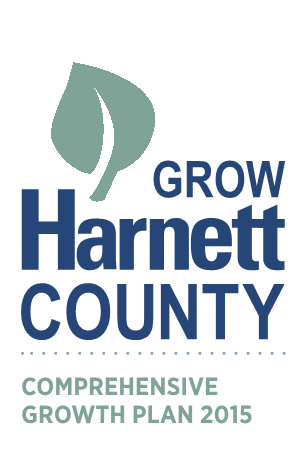 GROW
Harnett
COUNTY
COMPREHENSIVE
GROWTH PLAN 2015